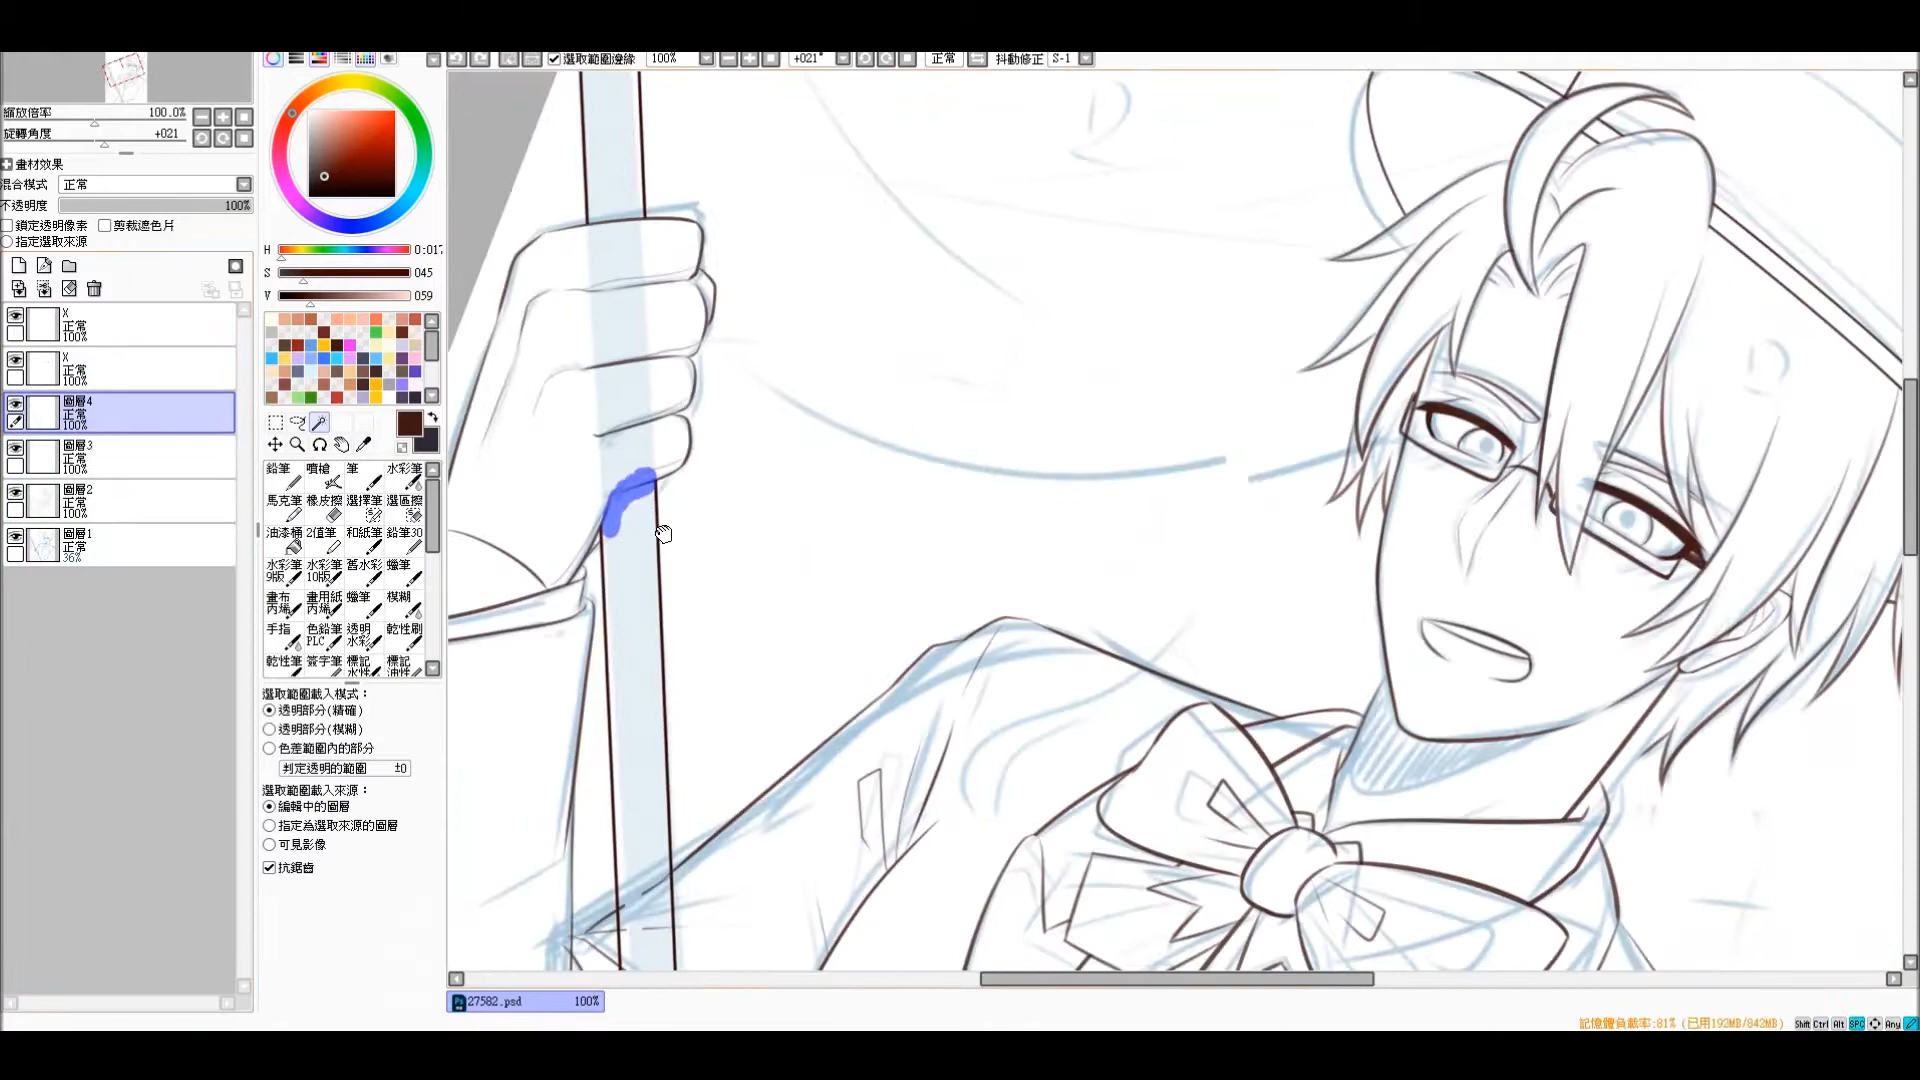 選取範圍邊緣 100% +021° 正常 抖動修正 S-1
縮放倍率 100.0%
旋轉角度 +021
畫材效果
混合模式 正常
不透明度 100%
鎖定透明像素 剪裁遮色片
指定選取來源
X
正常
100%
X
正常
100%
圖層4
正常
100%
圖層3
正常
100%
圖層2
正常
100%
圖層1
正常
36%
H 0:017
S 045
V 059
鉛筆 噴槍 筆 水彩筆
馬克筆 橡皮擦 選擇筆 選區擦
油漆桶 2值筆 和紙筆 鉛筆30
水彩筆 水彩筆 舊水彩 蠟筆
9版 10版
畫布 畫用紙 蠟筆 模糊
丙烯 丙烯
手指 色鉛筆 透明 乾性刷
PLC 水彩
乾性筆 簽字筆 標記 標記
水性 油性
選取範圍載入模式：
透明部分(精確)
透明部分(模糊)
色差範圍內的部分
判定透明的範圍 ±0
選取範圍載入來源：
編輯中的圖層
指定為選取來源的圖層
可見影像
抗鋸齒
27582.psd 100%
記憶體負載率:81% (已用192MB/842MB) Shift Ctrl Alt SPC Any